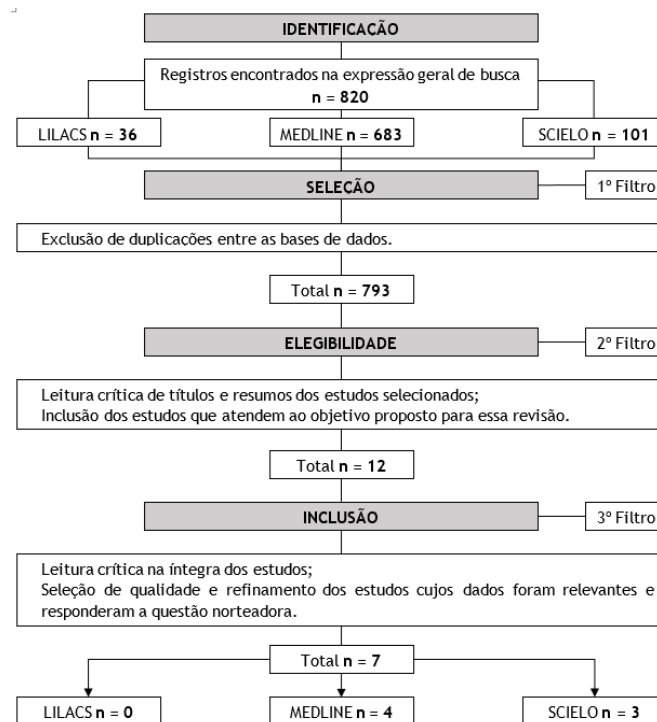 IDENTIFICAÇÃO
Registros encontrados na expressão geral de busca
n = 820
LILACS n = 36
MEDLINE n = 683
SCIELO n = 101
SELEÇÃO
1º Filtro
Exclusão de duplicações entre as bases de dados.
Total n = 793
ELEGIBILIDADE
2º Filtro
Leitura crítica de títulos e resumos dos estudos selecionados;
Inclusão dos estudos que atendem ao objetivo proposto para essa revisão.
Total n = 12
INCLUSÃO
3º Filtro
Leitura crítica na íntegra dos estudos;
Seleção de qualidade e refinamento dos estudos cujos dados foram relevantes e
responderam a questão norteadora.
Total n = 7
LILACS n = 0
MEDLINE n = 4
SCIELO n = 3